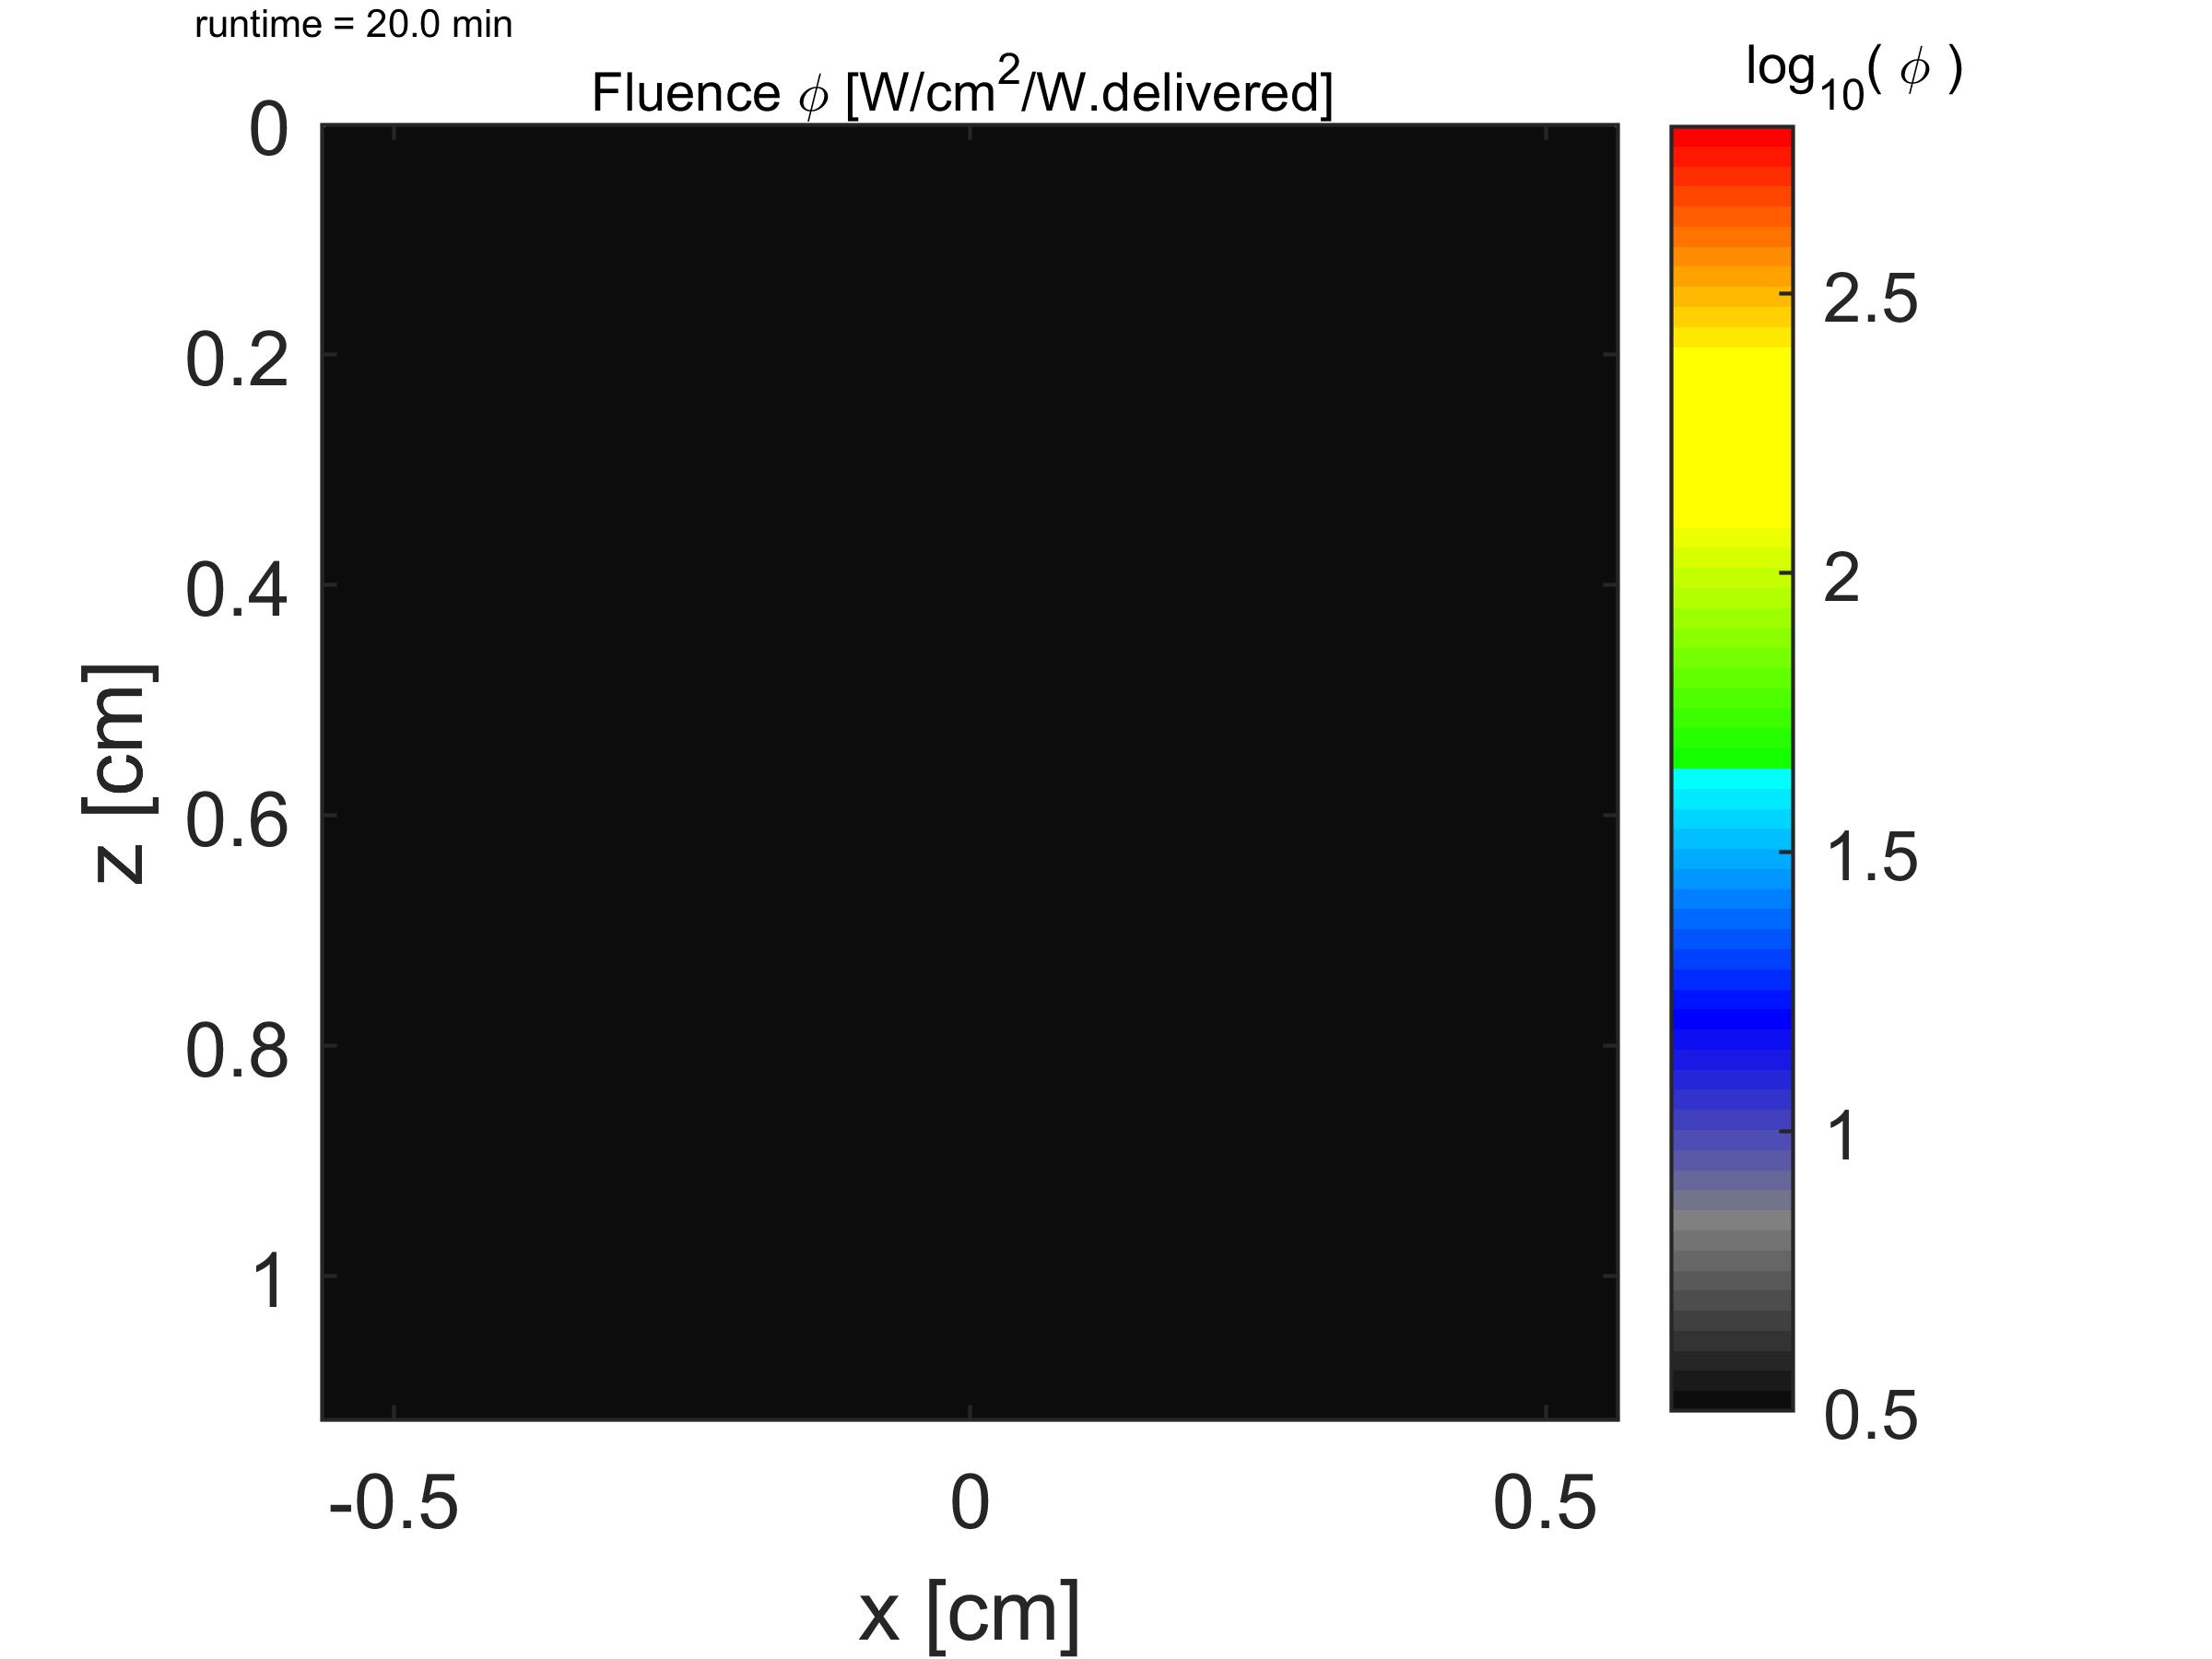 runtime = 20.0 min
Fluence ϕ [W/cm²/W.delivered]
log₁₀( ϕ )
0
0.2
0.4
0.6
0.8
1
z [cm]
-0.5
0
0.5
x [cm]
2.5
2
1.5
1
0.5